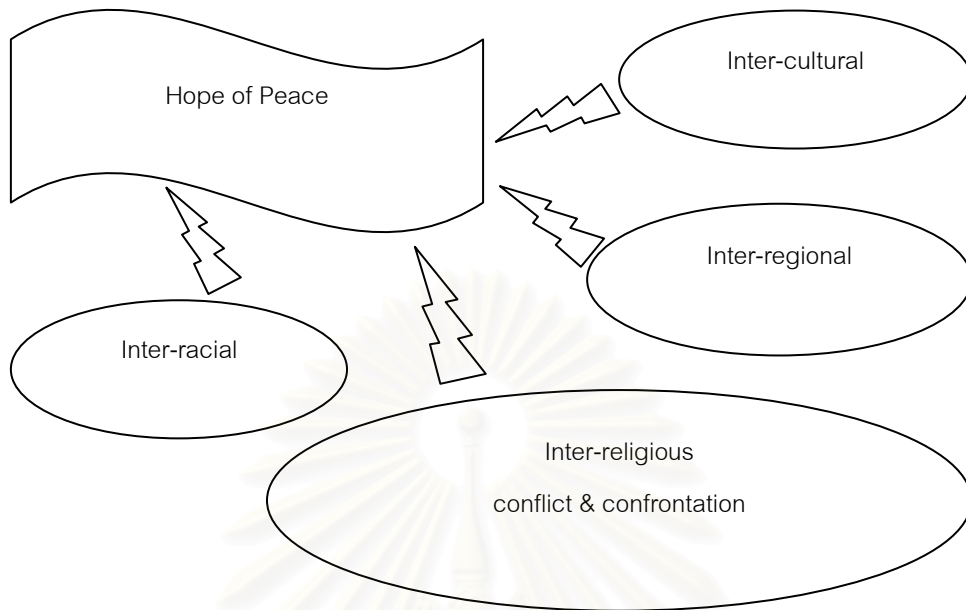 Hope of Peace
Inter-cultural
Inter-regional
Inter-racial
Inter-religious
conflict & confrontation